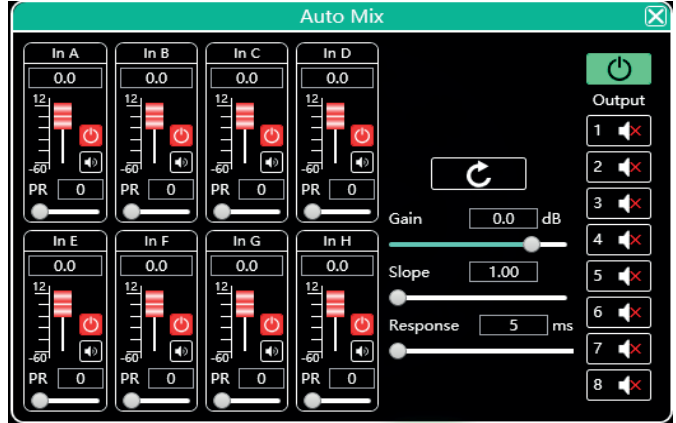 Auto Mix
In A In B In C In D
0.0 0.0 0.0 0.0
12 12 12 12
-60 -60 -60 -60
PR 0 PR 0 PR 0 PR 0
In E In F In G In H
0.0 0.0 0.0 0.0
12 12 12 12
-60 -60 -60 -60
PR 0 PR 0 PR 0 PR 0
Gain 0.0 dB
Slope 1.00
Response 5 ms
Output
1
2
3
4
5
6
7
8